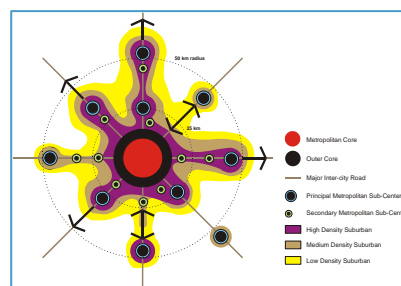 50 km radius
25 km
Metropolitan Core
Outer Core
Major Inter-city Road
Principal Metropolitan Sub-Center
Secondary Metropolitan Sub-Cent
High Density Suburban
Medium Density Suburban
Low Density Suburban